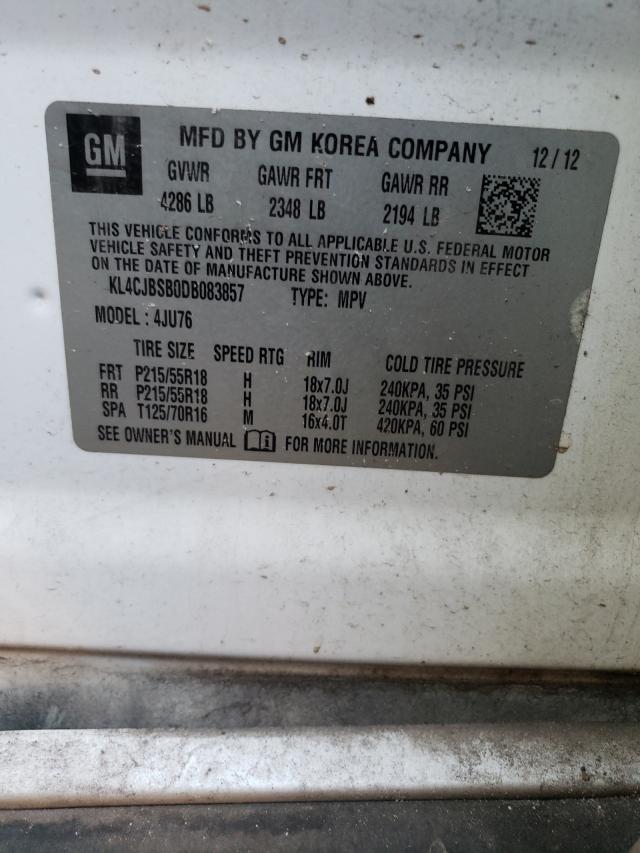 GM
MFD BY GM KOREA COMPANY 12/12
GVWR GAWR FRT GAWR RR
4286 LB 2348 LB 2194 LB
THIS VEHICLE CONFORMS TO ALL APPLICABLE U.S. FEDERAL MOTOR
VEHICLE SAFETY AND THEFT PREVENTION STANDARDS IN EFFECT
ON THE DATE OF MANUFACTURE SHOWN ABOVE.
KL4CJBSB0DB083857 TYPE: MPV
MODEL : 4JU76
TIRE SIZE SPEED RTG RIM COLD TIRE PRESSURE
FRT P215/55R18 H 18x7.0J 240KPA, 35 PSI
RR P215/55R18 H 18x7.0J 240KPA, 35 PSI
SPA T125/70R16 M 16x4.0T 420KPA, 60 PSI
SEE OWNER'S MANUAL FOR MORE INFORMATION.